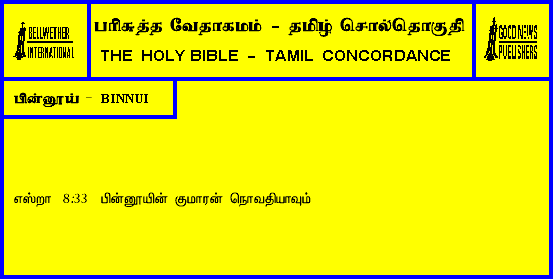 BELLWETHER
INTERNATIONAL
பரிசுத்த வேதாகமம் - தமிழ் சொல்தொகுதி
THE HOLY BIBLE - TAMIL CONCORDANCE
GOOD NEWS
PUBLISHERS
பின்னூய் - BINNUI
எஸ்றா 8:33 பின்னூயின் குமாரன் நொவதியாவும்